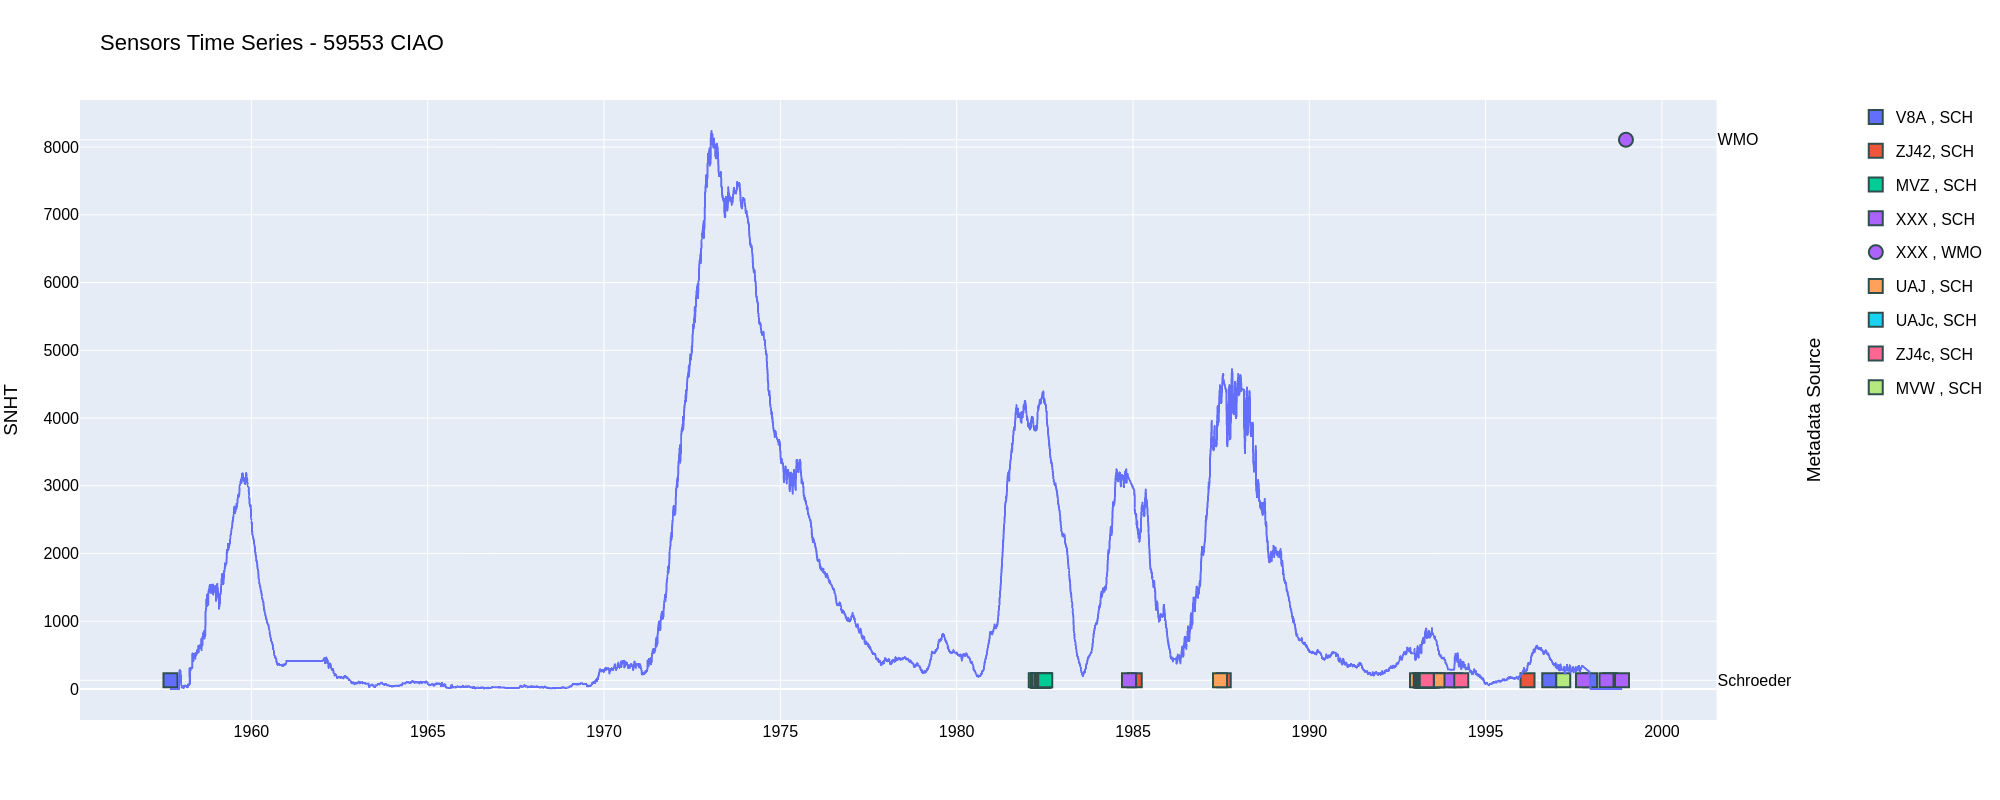 Sensors Time Series - 59553 CIAO
SNHT
8000
7000
6000
5000
4000
3000
2000
1000
0
1960
1965
1970
1975
1980
1985
1990
1995
2000
WMO
Schroeder
Metadata Source
V8A , SCH
ZJ42, SCH
MVZ , SCH
XXX , SCH
XXX , WMO
UAJ , SCH
UAJc, SCH
ZJ4c, SCH
MVW , SCH